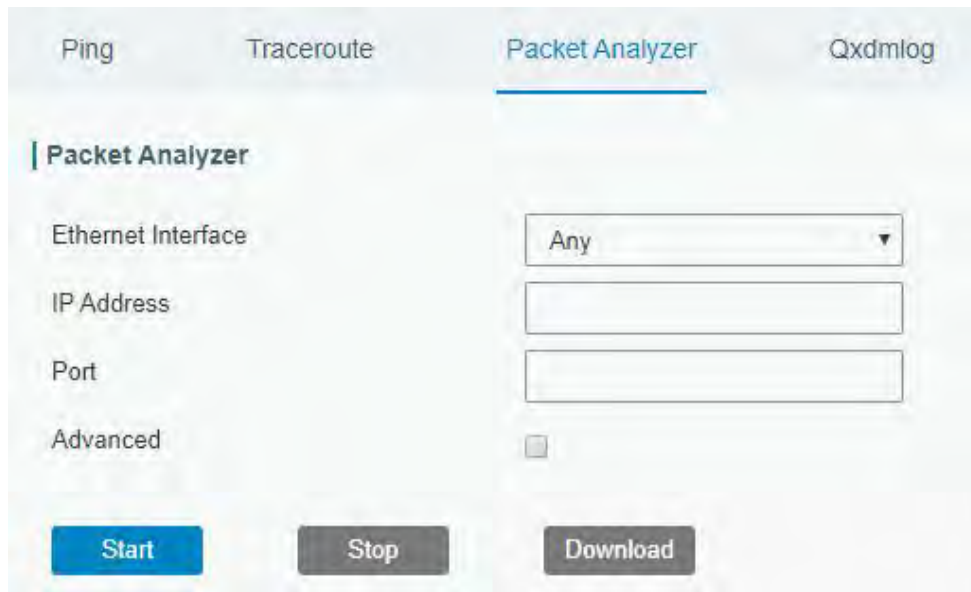 Ping Traceroute Packet Analyzer Qxdmlog
Packet Analyzer
Ethernet Interface Any
IP Address
Port
Advanced
Start Stop Download